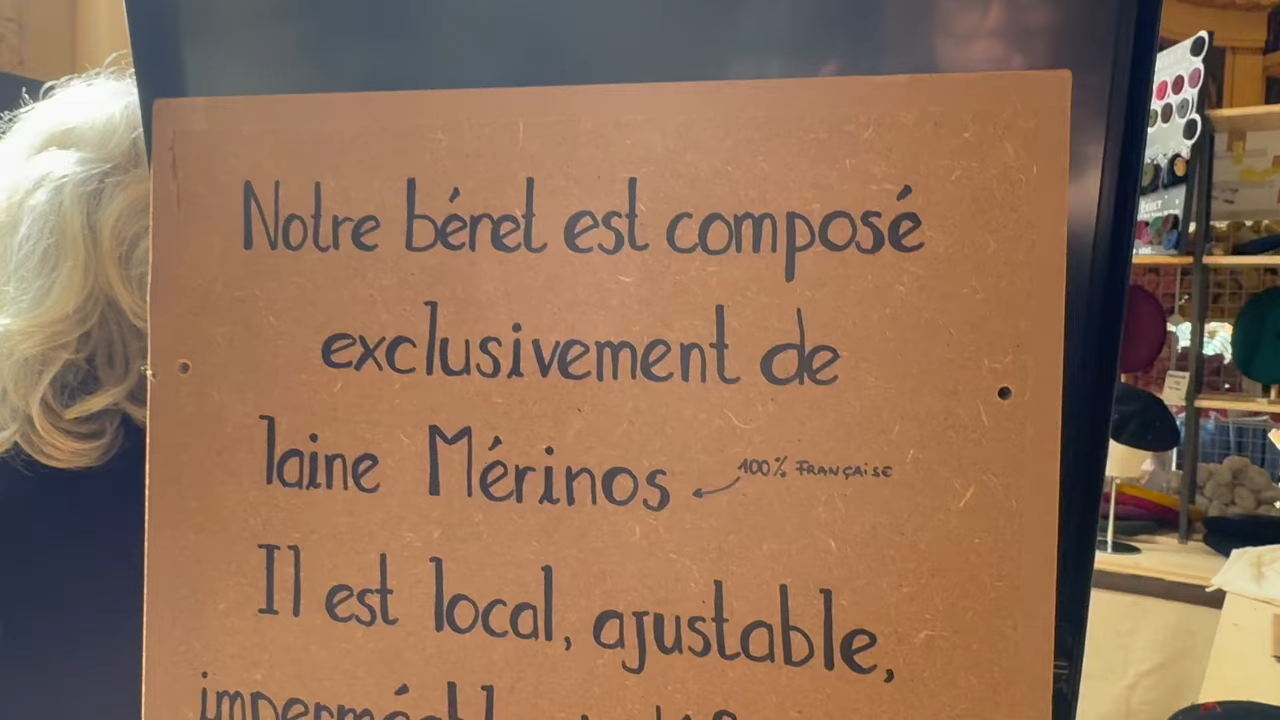 Notre béret est composé
exclusivement de
laine Mérinos
100% FRANÇAISE
Il est local, ajustable,